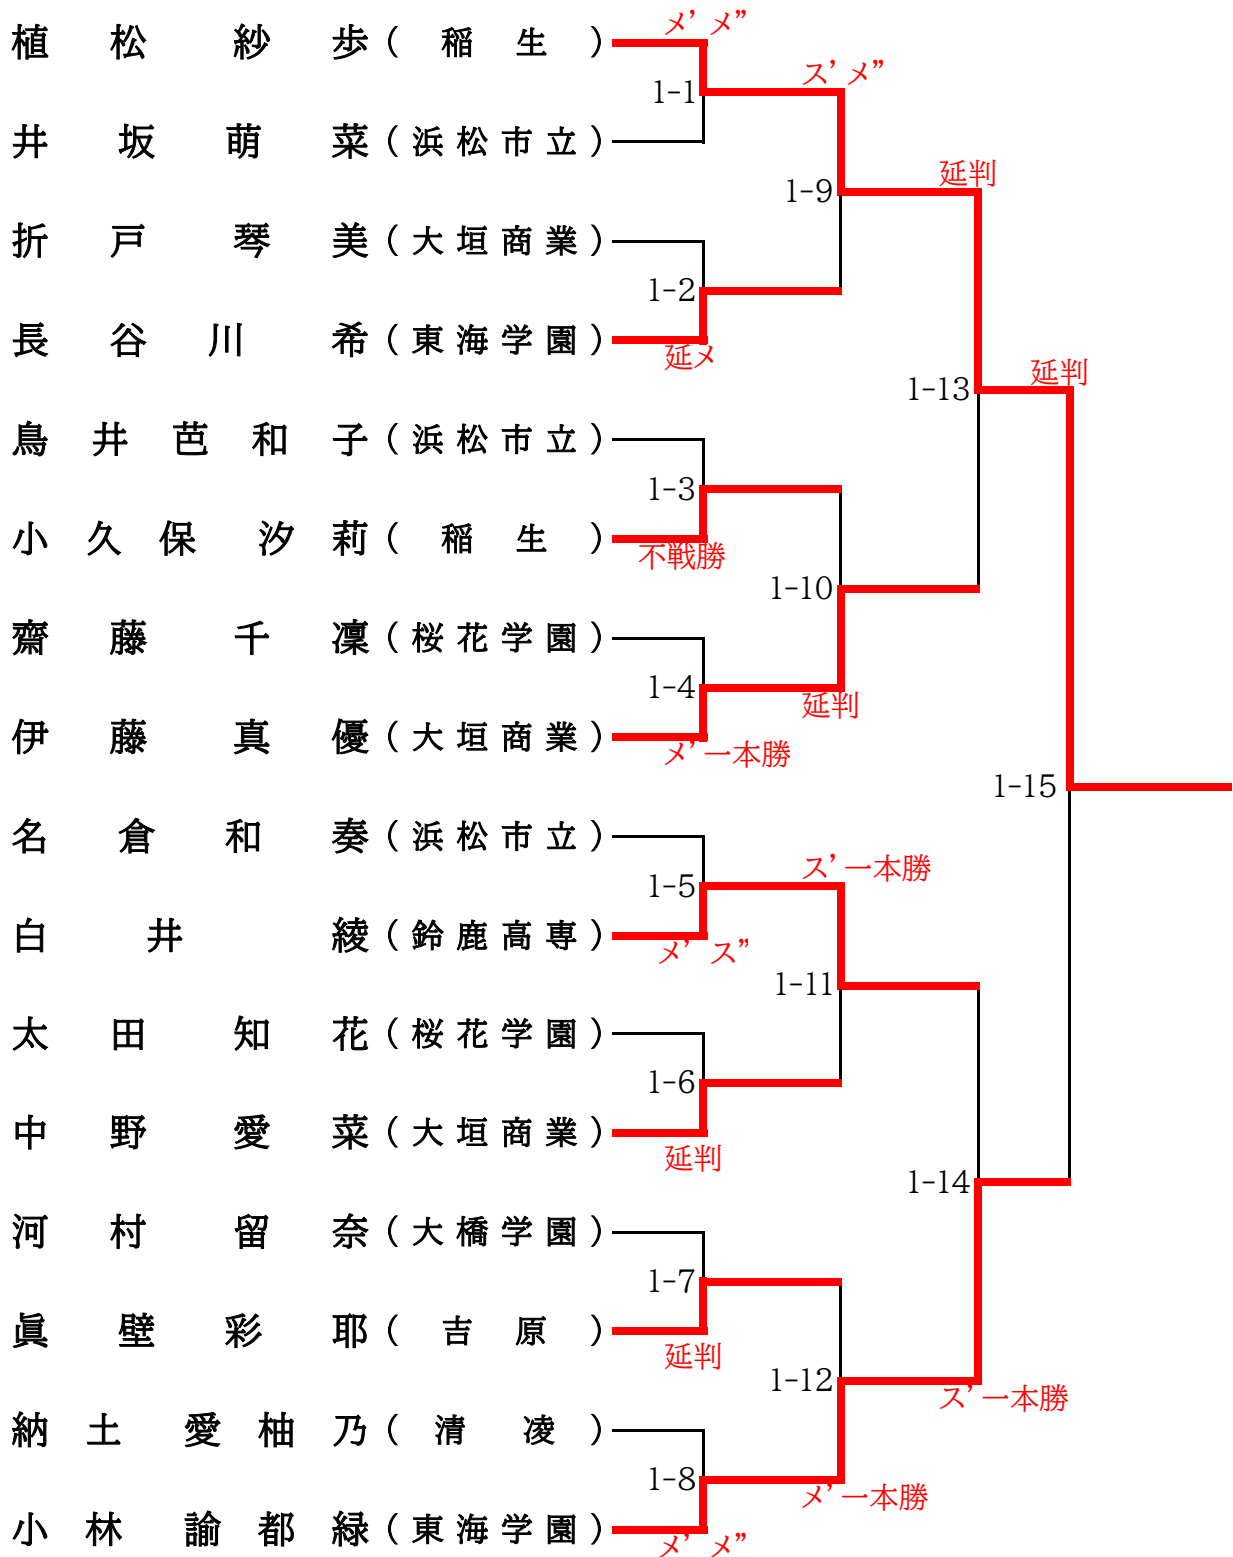 メ’メ”
植松 紗歩(稲生)
ス’メ”
1-1
井坂 萌菜(浜松市立)
延判
1-9
折戸 琴美(大垣商業)
1-2
長谷川 希(東海学園)
延メ
延判
1-13
鳥井 芭和子(浜松市立)
1-3
小久保 汐莉(稲生)
不戦勝
1-10
齋藤 千凜(桜花学園)
1-4
延判
伊藤 真優(大垣商業)
メ’一本勝
1-15
名倉 和奏(浜松市立)
ス’一本勝
1-5
白井 綾(鈴鹿高専)
メ’ス”
1-11
太田 知花(桜花学園)
1-6
中野 愛菜(大垣商業)
延判
1-14
河村 留奈(大橋学園)
1-7
眞壁 彩耶(吉原)
延判
1-12
ス’一本勝
納土 愛柚乃(清凌)
1-8
メ’一本勝
小林 諭都緑(東海学園)
メ’メ”